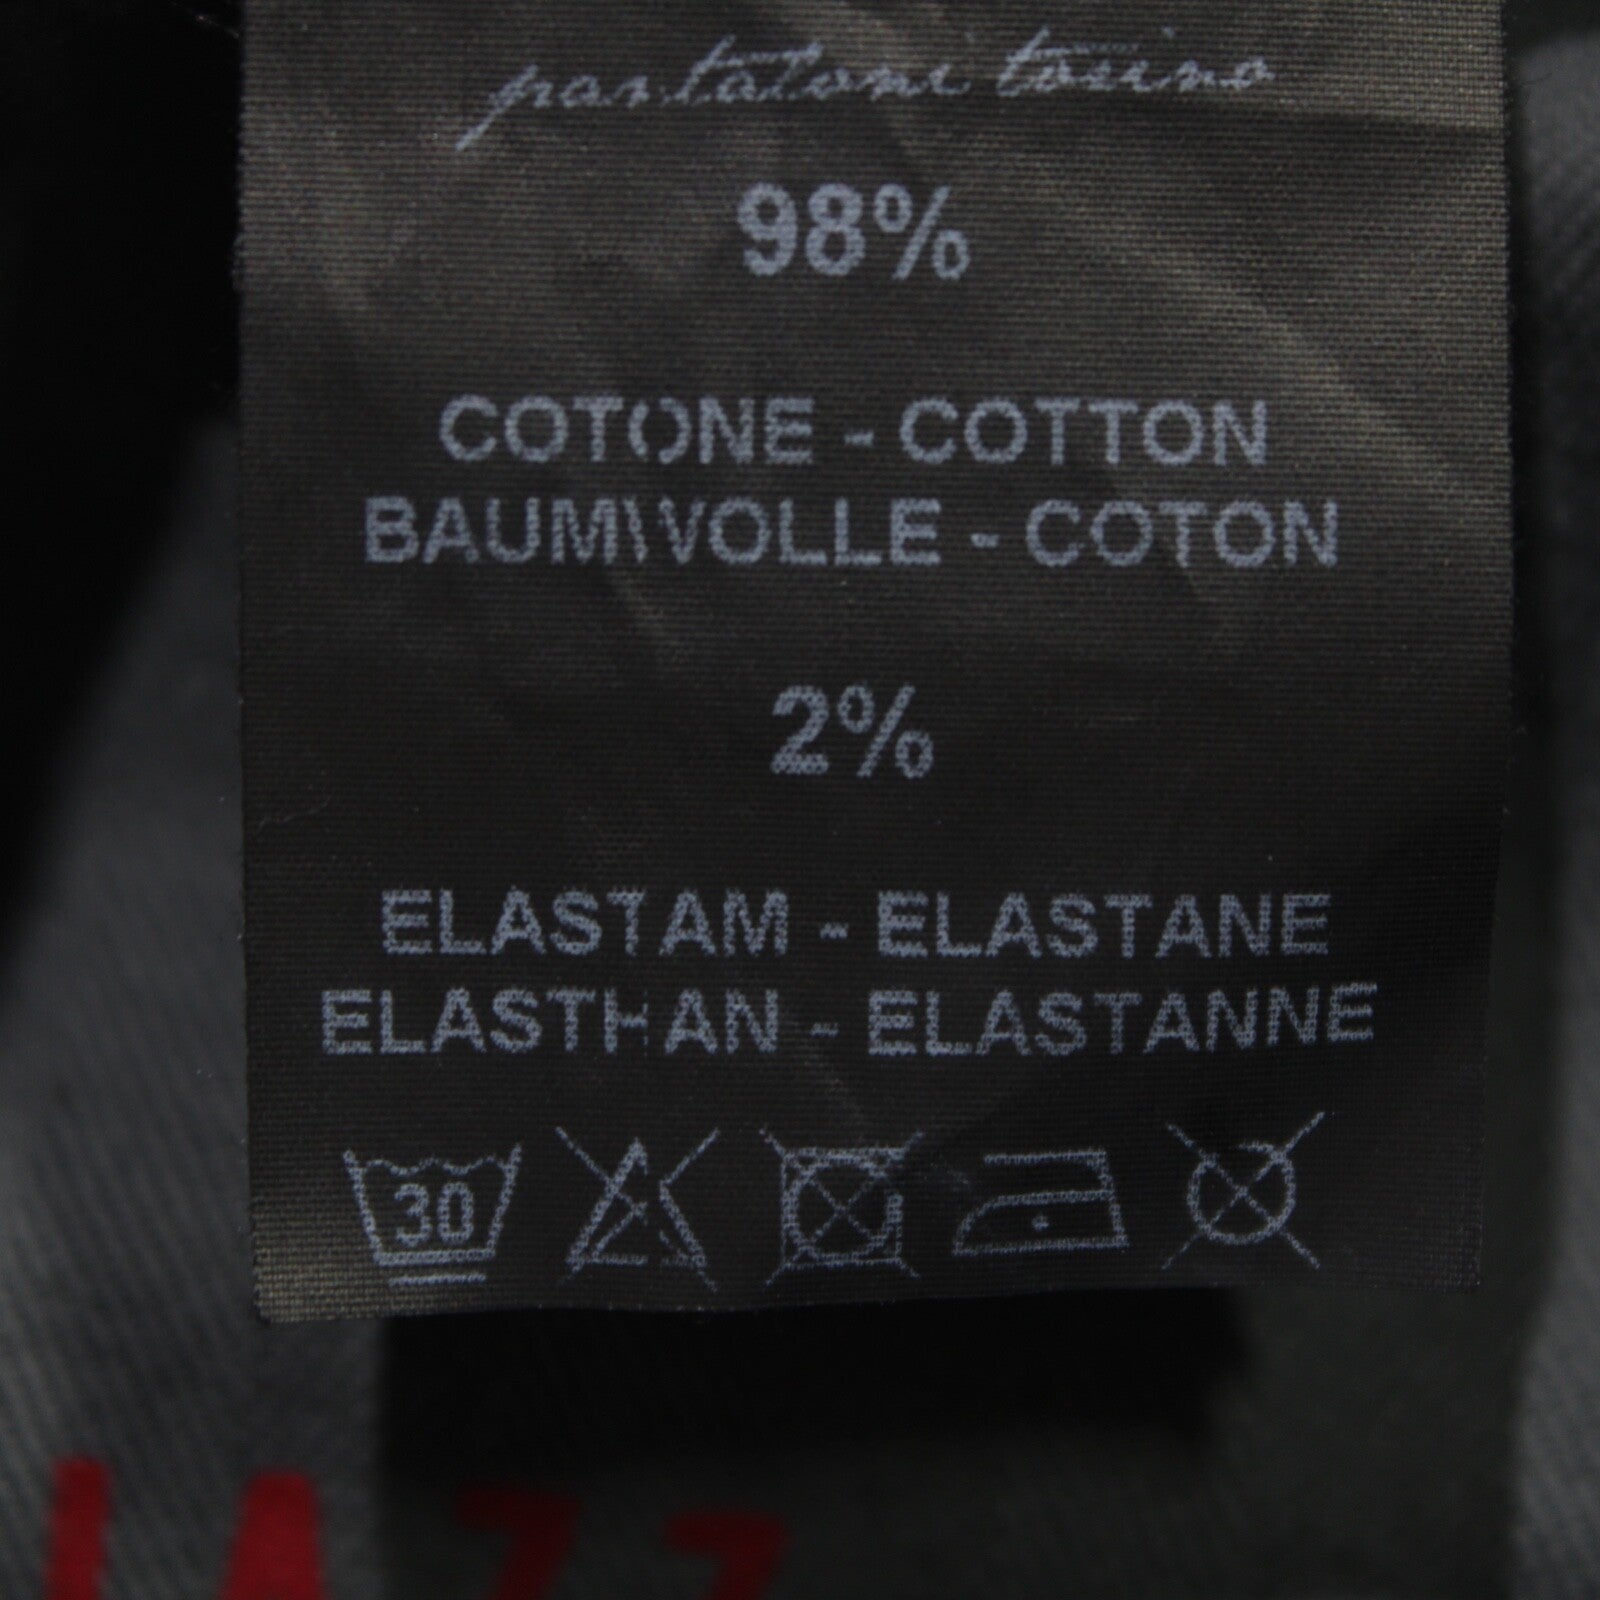 pantaloni torino
98%
COTONE - COTTON
BAUMWOLLE - COTON
2%
ELASTAM - ELASTANE
ELASTHAN - ELASTANNE
30